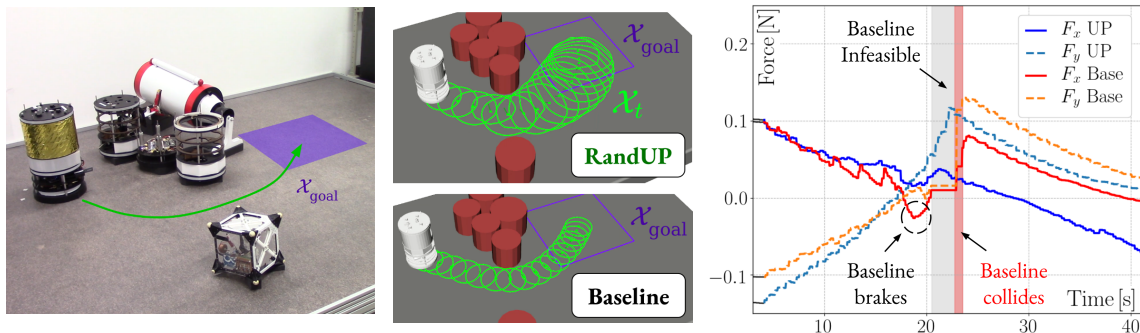 𝒳goal
𝒳goal
𝒳t
RandUP
𝒳goal
Baseline
Force [N]
0.2
0.1
0.0
−0.1
Baseline
Infeasible
Fx UP
Fy UP
Fx Base
Fy Base
Baseline
brakes
Baseline
collides
Time [s]
10
20
30
40